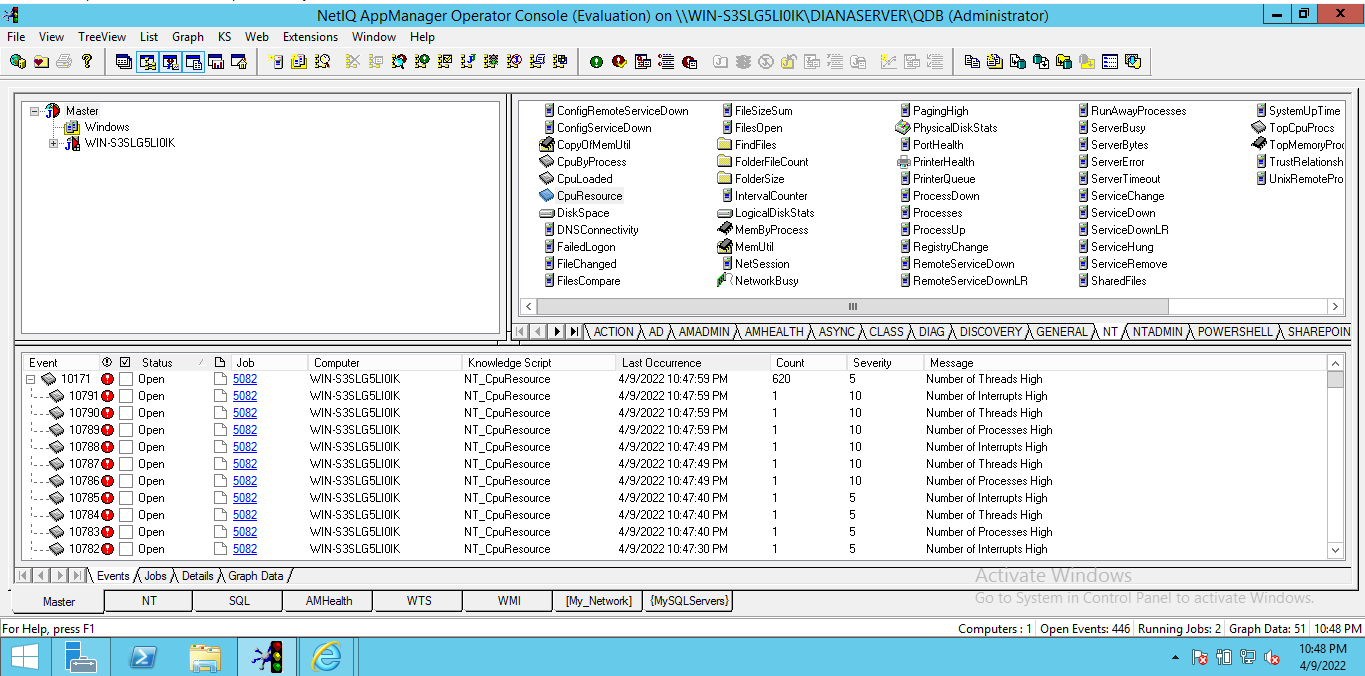 NetIQ AppManager Operator Console (Evaluation) on \\WIN-S3SLG5LI0IK\DIANASERVER\QDB (Administrator)
File View TreeView List Graph KS Web Extensions Window Help
Master
Windows
WIN-S3SLG5LI0IK
ConfigRemoteServiceDown FileSizeSum PagingHigh RunAwayProcesses SystemUpTime
ConfigServiceDown FilesOpen PhysicalDiskStats ServerBusy TopCpuProcs
CopyOfMemUtil FindFiles PortHealth ServerBytes TopMemoryProc
CpuByProcess FolderFileCount PrinterHealth ServerError TrustRelationsh
CpuLoaded FolderSize PrinterQueue ServerTimeout UnixRemotePro
CpuResource IntervalCounter ProcessDown ServiceChange
DiskSpace LogicalDiskStats Processes ServiceDown
DNSConnectivity MemByProcess ProcessUp ServiceDownLR
FailedLogon MemUtil RegistryChange ServiceHung
FileChanged NetSession RemoteServiceDown ServiceRemove
FilesCompare NetworkBusy RemoteServiceDownLR SharedFiles
ACTION AD AMADMIN AMHEALTH ASYNC CLASS DIAG DISCOVERY GENERAL NT NTADMIN POWERSHELL SHAREPOIN
Event Status Job Computer Knowledge Script Last Occurrence Count Severity Message
10171 Open 5082 WIN-S3SLG5LI0IK NT_CpuResource 4/9/2022 10:47:59 PM 620 5 Number of Threads High
10791 Open 5082 WIN-S3SLG5LI0IK NT_CpuResource 4/9/2022 10:47:59 PM 1 10 Number of Interrupts High
10790 Open 5082 WIN-S3SLG5LI0IK NT_CpuResource 4/9/2022 10:47:59 PM 1 10 Number of Threads High
10789 Open 5082 WIN-S3SLG5LI0IK NT_CpuResource 4/9/2022 10:47:59 PM 1 10 Number of Processes High
10788 Open 5082 WIN-S3SLG5LI0IK NT_CpuResource 4/9/2022 10:47:49 PM 1 10 Number of Interrupts High
10787 Open 5082 WIN-S3SLG5LI0IK NT_CpuResource 4/9/2022 10:47:49 PM 1 10 Number of Threads High
10786 Open 5082 WIN-S3SLG5LI0IK NT_CpuResource 4/9/2022 10:47:49 PM 1 10 Number of Processes High
10785 Open 5082 WIN-S3SLG5LI0IK NT_CpuResource 4/9/2022 10:47:40 PM 1 5 Number of Interrupts High
10784 Open 5082 WIN-S3SLG5LI0IK NT_CpuResource 4/9/2022 10:47:40 PM 1 5 Number of Threads High
10783 Open 5082 WIN-S3SLG5LI0IK NT_CpuResource 4/9/2022 10:47:40 PM 1 5 Number of Processes High
10782 Open 5082 WIN-S3SLG5LI0IK NT_CpuResource 4/9/2022 10:47:30 PM 1 5 Number of Interrupts High
Events Jobs Details Graph Data
Activate Windows
Go to System in Control Panel to activate Windows.
Master NT SQL AMHealth WTS WMI [My_Network] {MySQLServers}
For Help, press F1 Computers : 1 Open Events: 446 Running Jobs: 2 Graph Data: 51 10:48 PM
10:48 PM
4/9/2022